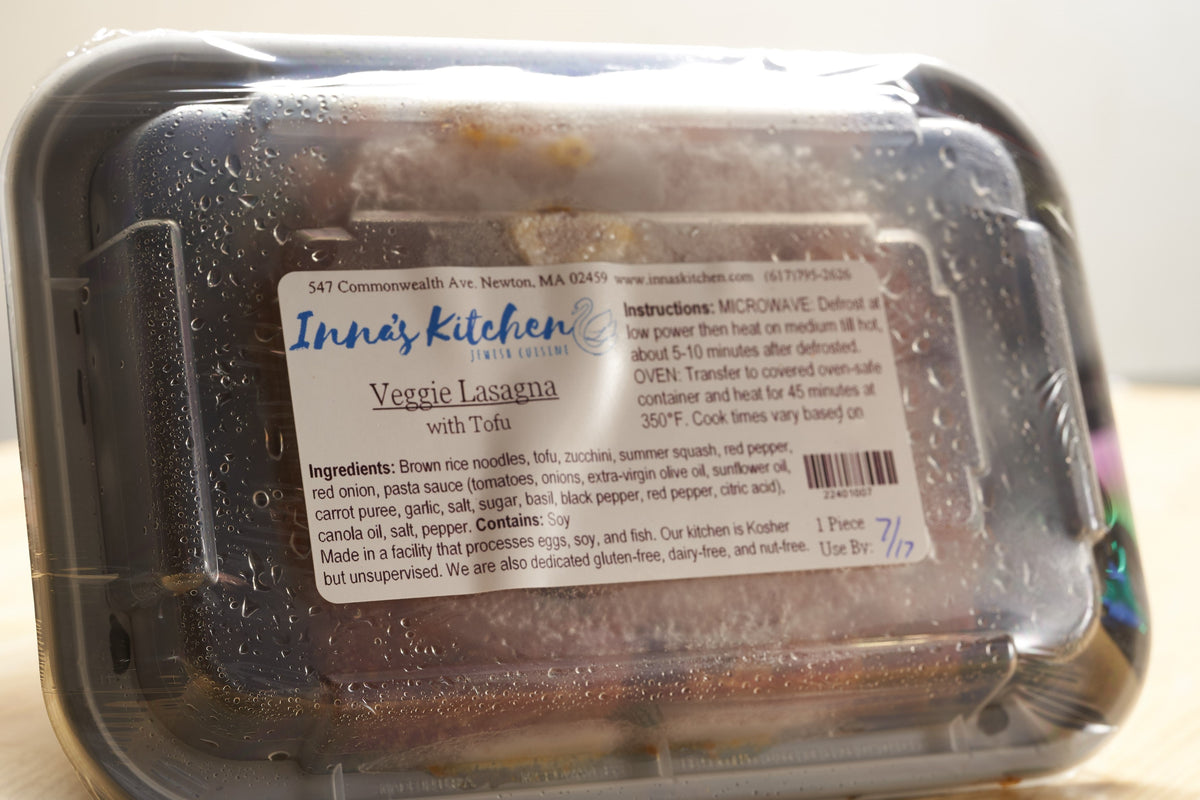 547 Commonwealth Ave. Newton, MA 02459 www.innaskitchen.com (617)795-2626
Inna's Kitchen
JEWISH CUISINE
Veggie Lasagna
with Tofu
Instructions: MICROWAVE: Defrost at
low power then heat on medium till hot,
about 5-10 minutes after defrosted.
OVEN: Transfer to covered oven-safe
container and heat for 45 minutes at
350°F. Cook times vary based on
Ingredients: Brown rice noodles, tofu, zucchini, summer squash, red pepper,
red onion, pasta sauce (tomatoes, onions, extra-virgin olive oil, sunflower oil,
carrot puree, garlic, salt, sugar, basil, black pepper, red pepper, citric acid),
canola oil, salt, pepper. Contains: Soy
Made in a facility that processes eggs, soy, and fish. Our kitchen is Kosher
but unsupervised. We are also dedicated gluten-free, dairy-free, and nut-free.
22401007
1 Piece
Use By: 7/17